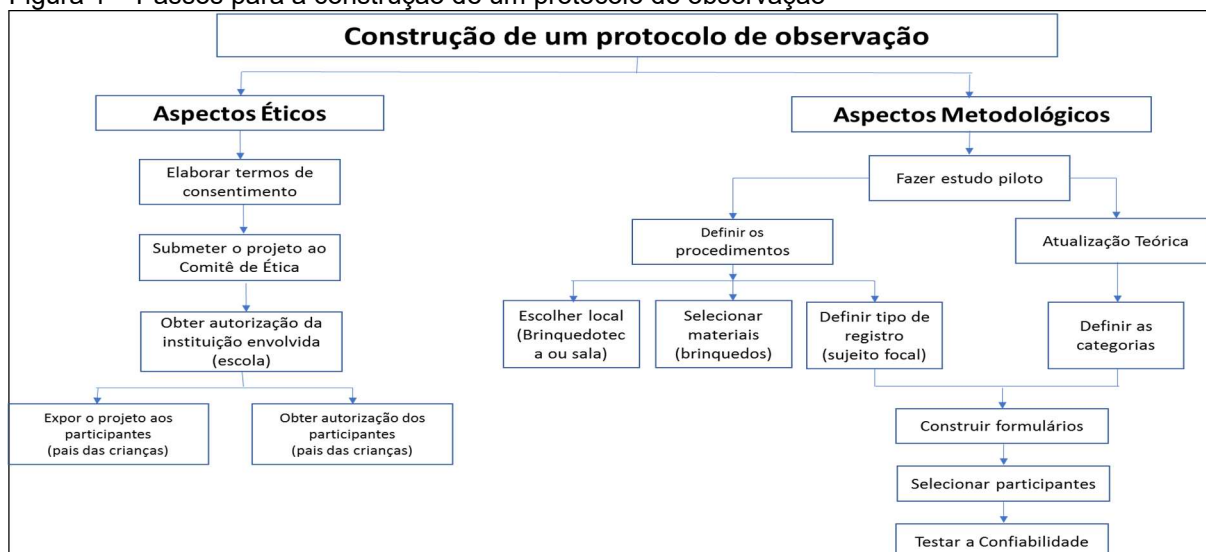 Figura 1 – Passos para a construção de um protocolo de observação
Construção de um protocolo de observação
Aspectos Éticos
Elaborar termos de
consentimento
Submeter o projeto ao
Comitê de Ética
Obter autorização da
instituição envolvida
(escola)
Expor o projeto aos
participantes
(pais das crianças)
Obter autorização dos
participantes
(pais das crianças)
Aspectos Metodológicos
Fazer estudo piloto
Definir os
procedimentos
Atualização Teórica
Escolher local
(Brinquedotec
a ou sala)
Selecionar
materiais
(brinquedos)
Definir tipo de
registro
(sujeito focal)
Definir as
categorias
Construir formulários
Selecionar participantes
Testar a Confiabilidade